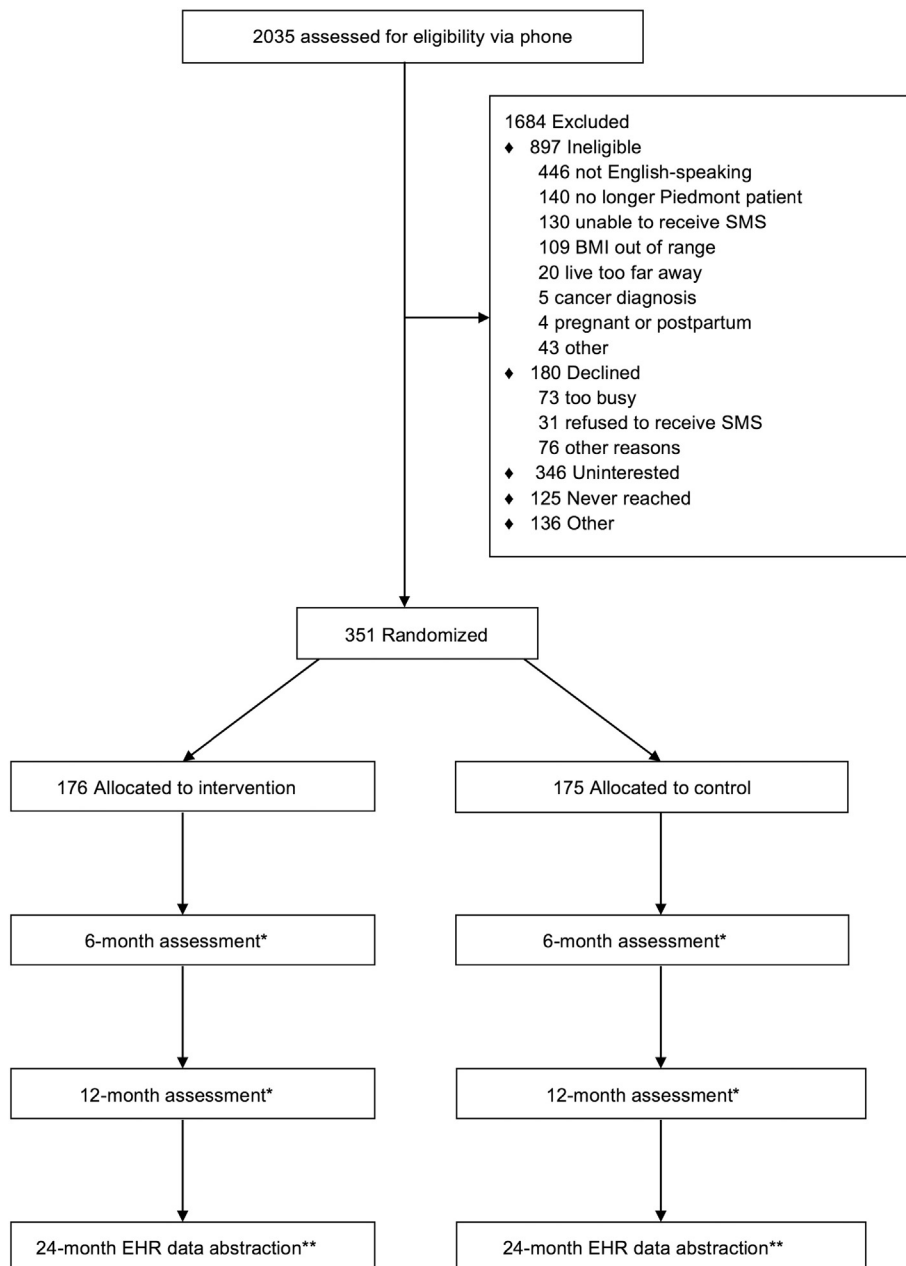 2035 assessed for eligibility via phone
1684 Excluded
♦ 897 Ineligible
446 not English-speaking
140 no longer Piedmont patient
130 unable to receive SMS
109 BMI out of range
20 live too far away
5 cancer diagnosis
4 pregnant or postpartum
43 other
♦ 180 Declined
73 too busy
31 refused to receive SMS
76 other reasons
♦ 346 Uninterested
♦ 125 Never reached
♦ 136 Other
351 Randomized
176 Allocated to intervention
175 Allocated to control
6-month assessment*
6-month assessment*
12-month assessment*
12-month assessment*
24-month EHR data abstraction**
24-month EHR data abstraction**